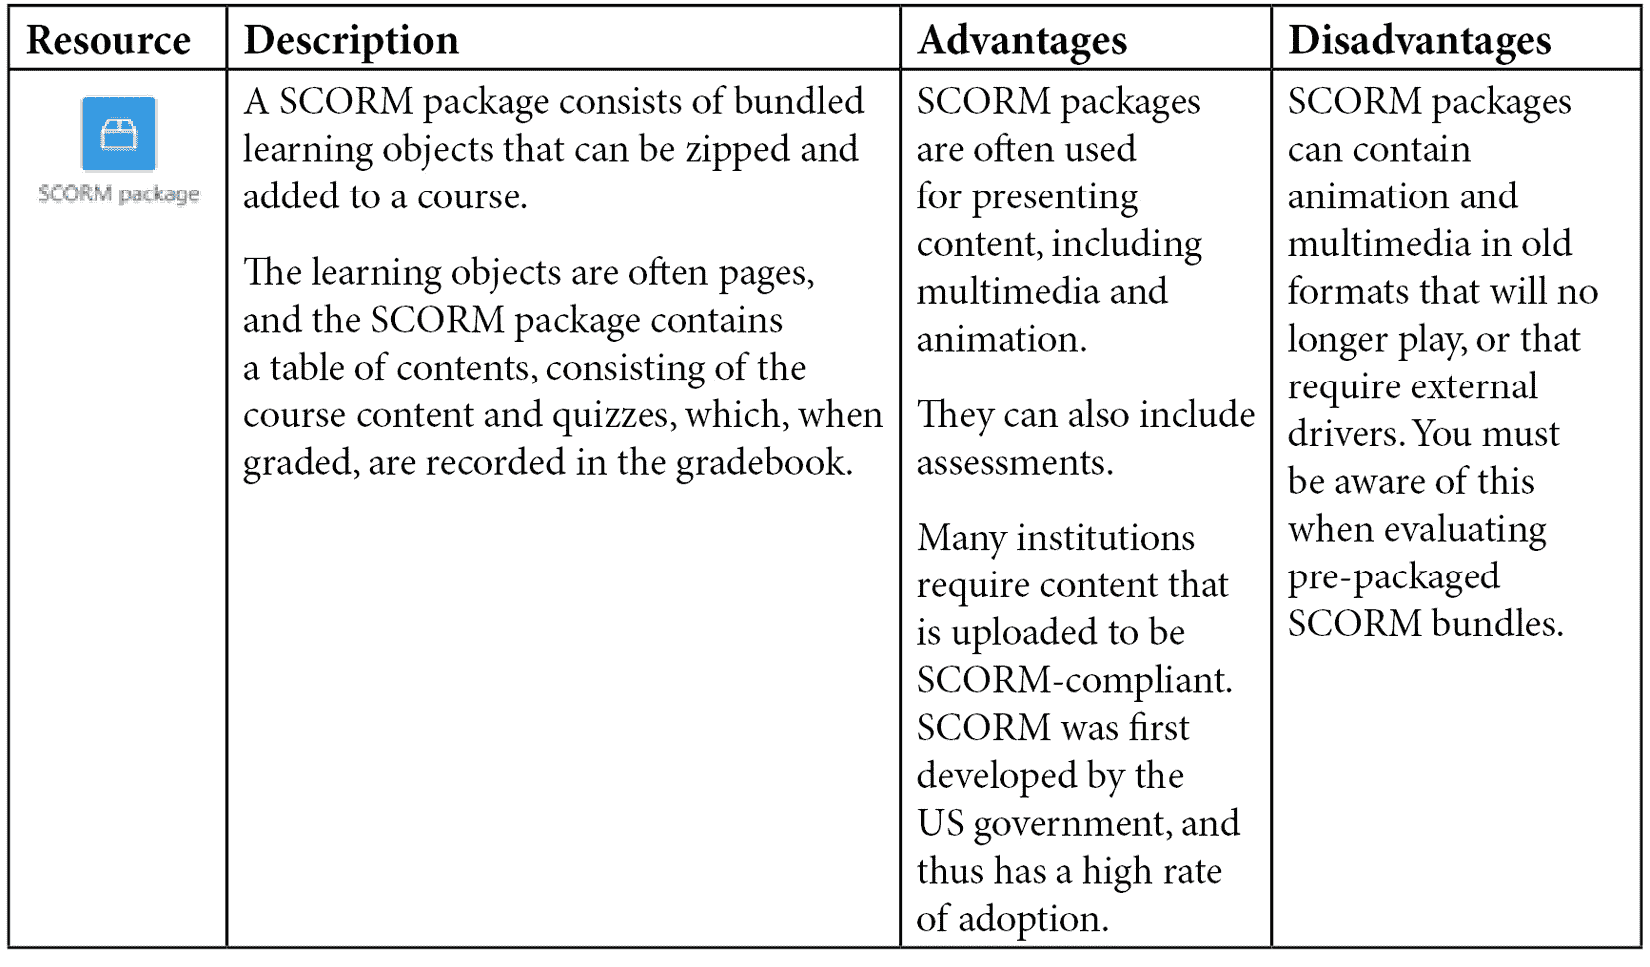 Resource
Description
Advantages
Disadvantages
SCORM package
A SCORM package consists of bundled
learning objects that can be zipped and
added to a course.
The learning objects are often pages,
and the SCORM package contains
a table of contents, consisting of the
course content and quizzes, which, when
graded, are recorded in the gradebook.
SCORM packages
are often used
for presenting
content, including
multimedia and
animation.
They can also include
assessments.
Many institutions
require content that
is uploaded to be
SCORM-compliant.
SCORM was first
developed by the
US government, and
thus has a high rate
of adoption.
SCORM packages
can contain
animation and
multimedia in old
formats that will no
longer play, or that
require external
drivers. You must
be aware of this
when evaluating
pre-packaged
SCORM bundles.